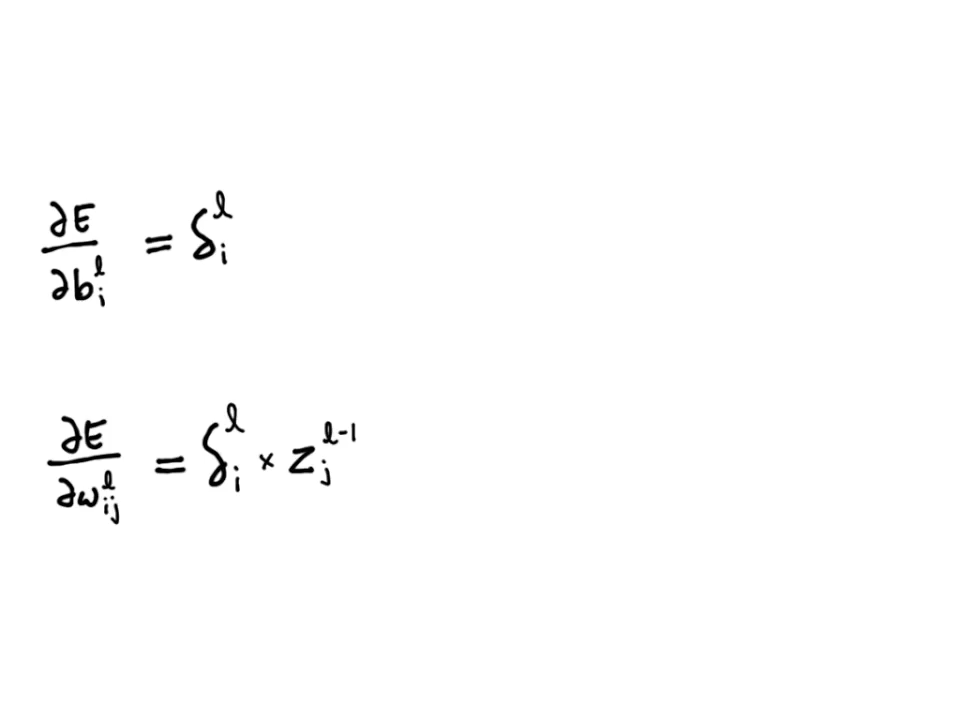 ∂E/∂b_i^l = δ_i^l
∂E/∂w_ij^l = δ_i^l × z_j^{l-1}